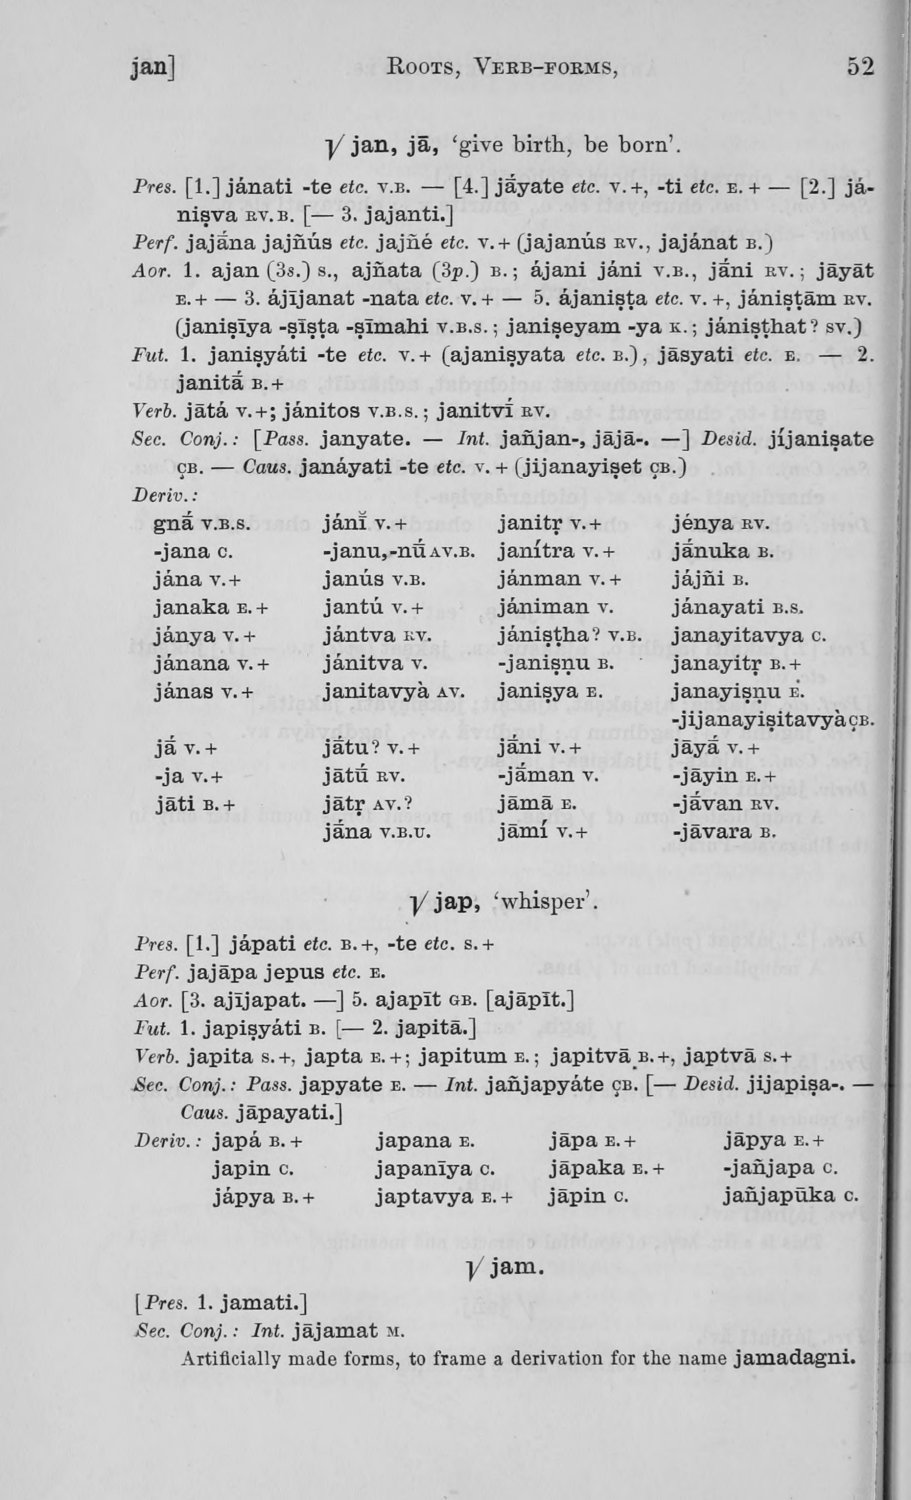 jan] Roots, Verb-forms, 52
√ jan, jā, ‘give birth, be born’.
Pres. [1.] jánati -te etc. v.b. — [4.] jā́yate etc. v.+, -ti etc. e.+ — [2.] já-
niṣva rv.b. [— 3. jajanti.]
Perf. jajā́na jajñús etc. jajñé etc. v.+ (jajanús rv., jajánat b.)
Aor. 1. ajan (3s.) s., ajñata (3p.) b.; ájani jáni v.b., jā́ni rv.; jāyāt
e.+ — 3. ájījanat -nata etc. v.+ — 5. ájaniṣṭa etc. v.+, jániṣṭām rv.
(janiṣīya -ṣīṣṭa -ṣīmahi v.b.s.; janiṣeyam -ya k.; jániṣṭhat? sv.)
Fut. 1. janiṣyáti -te etc. v.+ (ajaniṣyata etc. b.), jāsyati etc. e. — 2.
janitā́ b.+
Verb. jātá v.+; jánitos v.b.s.; janitvī́ rv.
Sec. Conj.: [Pass. janyate. — Int. jañjan-, jājā-. —] Desid. jíjaniṣate
çb. — Caus. janáyati -te etc. v.+ (jijanayiṣet çb.)
Deriv.:
gnā́ v.b.s. jánĭ̄ v.+ janitṛ v.+ jénya rv.
-jana c. -janu,-nū́ av.b. janítra v.+ jā́nuka b.
jána v.+ janús v.b. jánman v.+ jájñi b.
janaka e.+ jantú v.+ jániman v. jánayati b.s.
jánya v.+ jántva rv. jániṣṭha? v.b. janayitavya c.
jánana v.+ jánitva v. -janiṣṇu b. janayitṛ b.+
jánas v.+ janitavyà av. janiṣya e. janayiṣṇu e.
-jijanayiṣitavyà çb.
jā́ v.+ jātu? v.+ jāni v.+ jāyā́ v.+
-ja v.+ jātū́ rv. -jā́man v. -jāyin e.+
jāti b.+ jātṛ av.? jāmā e. -jā́van rv.
jā́na v.b.u. jāmí v.+ -jāvara b.
√ jap, ‘whisper’.
Pres. [1.] jápati etc. b.+, -te etc. s.+
Perf. jajāpa jepus etc. e.
Aor. [3. ajījapat. —] 5. ajapīt gb. [ajāpīt.]
Fut. 1. japiṣyáti b. [— 2. japitā.]
Verb. japita s.+, japta e.+; japitum e.; japitvā b.+, japtvā s.+
Sec. Conj.: Pass. japyate e. — Int. jañjapyáte çb. [— Desid. jijapiṣa-. —
Caus. jāpayati.]
Deriv.: japá b.+ japana e. jāpa e.+ jāpya e.+
japin c. japanīya c. jāpaka e.+ -jañjapa c.
jápya b.+ japtavya e.+ jāpin c. jañjapūka c.
√ jam.
[Pres. 1. jamati.]
Sec. Conj.: Int. jājamat m.
Artificially made forms, to frame a derivation for the name jamadagni.